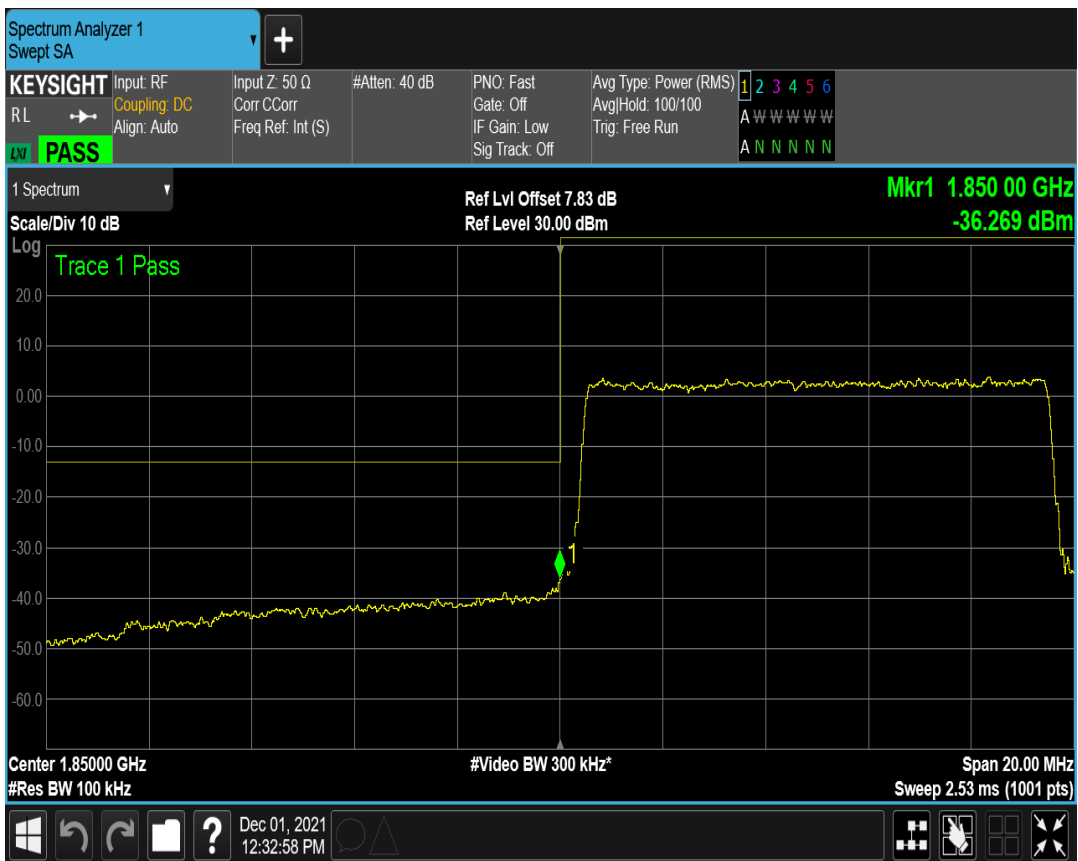 Spectrum Analyzer 1
Swept SA
+
KEYSIGHT
R L
LXI
PASS
Input: RF
Coupling: DC
Align: Auto
Input Z: 50 Ω
Corr CCorr
Freq Ref: Int (S)
#Atten: 40 dB
PNO: Fast
Gate: Off
IF Gain: Low
Sig Track: Off
Avg Type: Power (RMS)
Avg|Hold: 100/100
Trig: Free Run
1 2 3 4 5 6
A W W W W W
A N N N N N
1 Spectrum
Scale/Div 10 dB
Ref Lvl Offset 7.83 dB
Ref Level 30.00 dBm
Mkr1 1.850 00 GHz
-36.269 dBm
Log
Trace 1 Pass
20.0
10.0
0.00
-10.0
-20.0
-30.0
-40.0
-50.0
-60.0
1
Center 1.85000 GHz
#Res BW 100 kHz
#Video BW 300 kHz*
Span 20.00 MHz
Sweep 2.53 ms (1001 pts)
?
Dec 01, 2021
12:32:58 PM